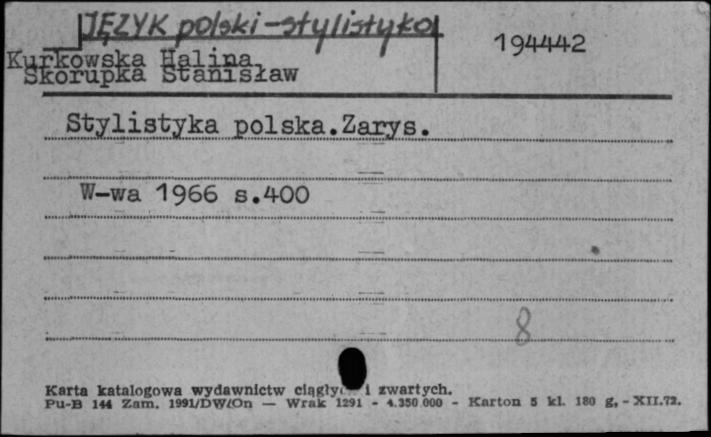 JĘZYK polski-stylistyka
194442
Kurkowska Halina
Skorupka Stanisław
Stylistyka polska.Zarys.
W-wa 1966 s.400
8
Karta katalogowa wydawnictw ciągłych i zwartych.
Pu-B 144 Zam. 1991/DW/On — Wrak 1291 - 4.350.000 - Karton 5 kl. 180 g, - XII.72.